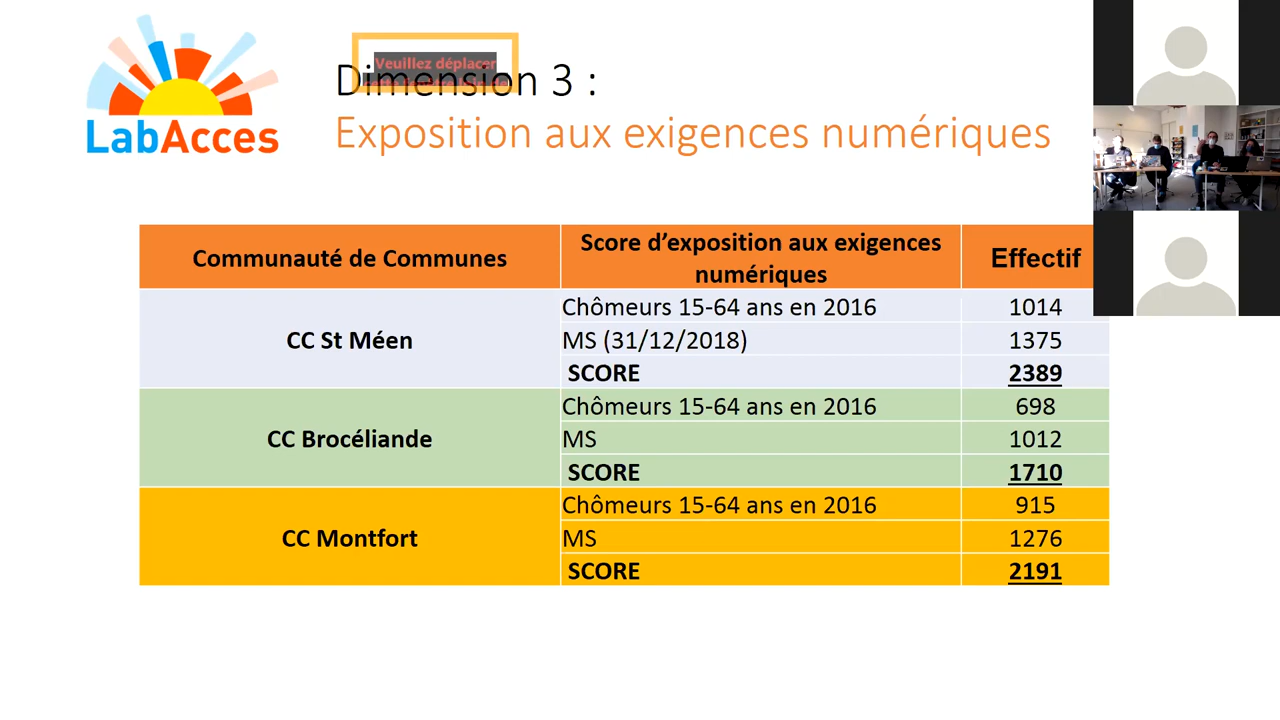 LabAcces
Veuillez déplacer
Dimension 3 :
Exposition aux exigences numériques
Communauté de Communes
Score d'exposition aux exigences
numériques
Effectif
CC St Méen
Chômeurs 15-64 ans en 2016
1014
MS (31/12/2018)
1375
SCORE
2389
CC Brocéliande
Chômeurs 15-64 ans en 2016
698
MS
1012
SCORE
1710
CC Montfort
Chômeurs 15-64 ans en 2016
915
MS
1276
SCORE
2191